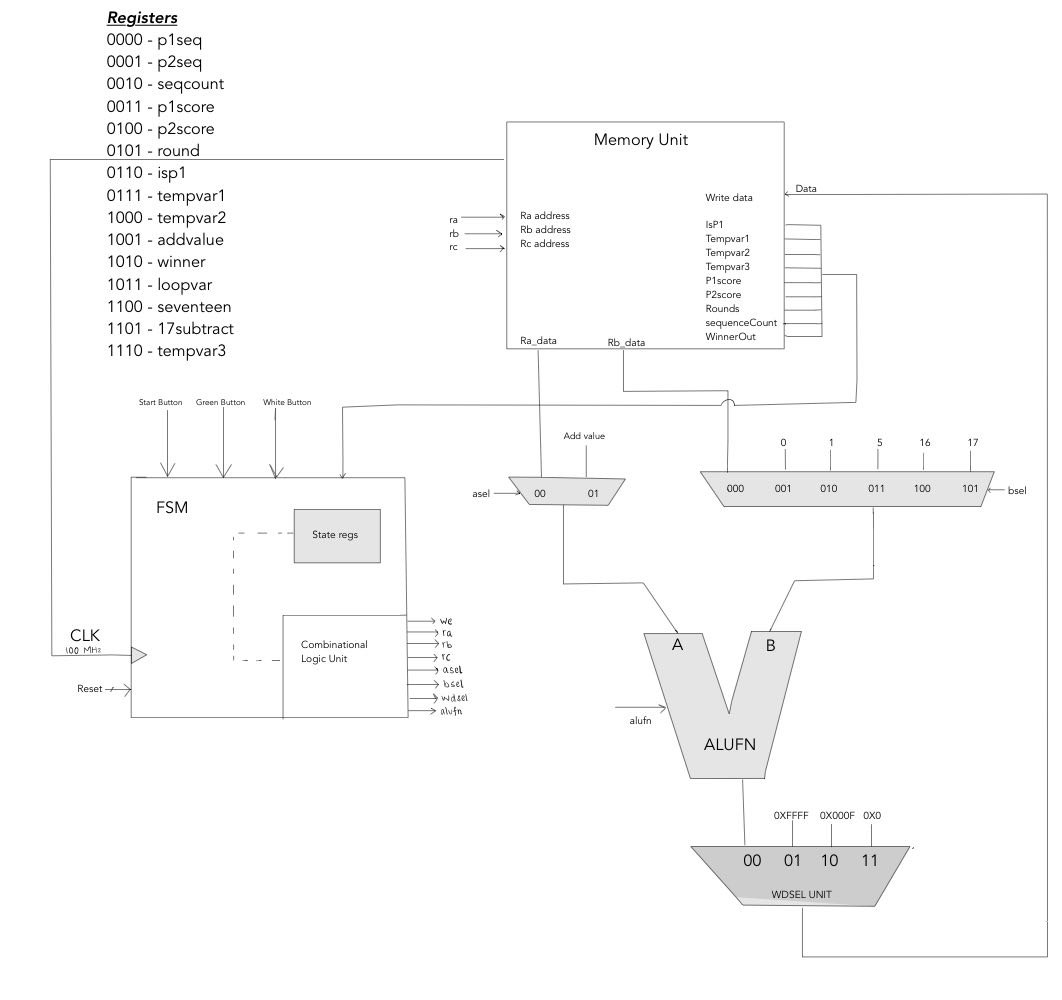 Registers
0000 - p1seq
0001 - p2seq
0010 - seqcount
0011 - p1score
0100 - p2score
0101 - round
0110 - isp1
0111 - tempvar1
1000 - tempvar2
1001 - addvalue
1010 - winner
1011 - loopvar
1100 - seventeen
1101 - 17subtract
1110 - tempvar3
Memory Unit
Data
Write data
ra
rb
rc
Ra address
Rb address
Rc address
IsP1
Tempvar1
Tempvar2
Tempvar3
P1score
P2score
Rounds
sequenceCount
WinnerOut
Ra_data
Rb_data
Start Button
Green Button
White Button
Add value
0 1 5 16 17
asel
00 01
000 001 010 011 100 101
bsel
FSM
State regs
Combinational
Logic Unit
CLK
100 MHz
Reset
we
ra
rb
rc
asel
bsel
wdsel
alufn
A
B
alufn
ALUFN
0XFFFF 0X000F 0X0
00 01 10 11
WDSEL UNIT